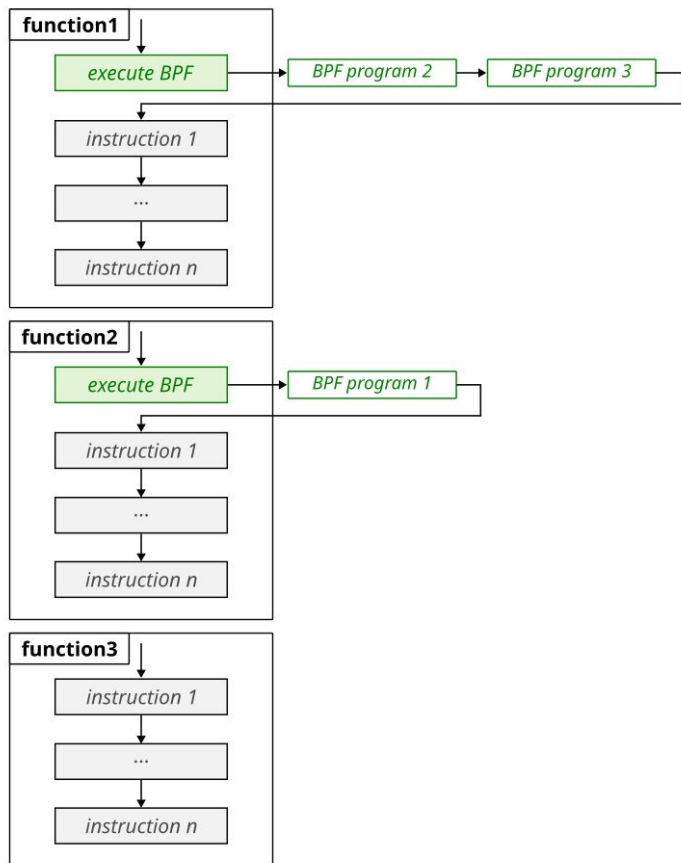 function1
execute BPF
BPF program 2
BPF program 3
instruction 1
...
instruction n
function2
execute BPF
BPF program 1
instruction 1
...
instruction n
function3
instruction 1
...
instruction n